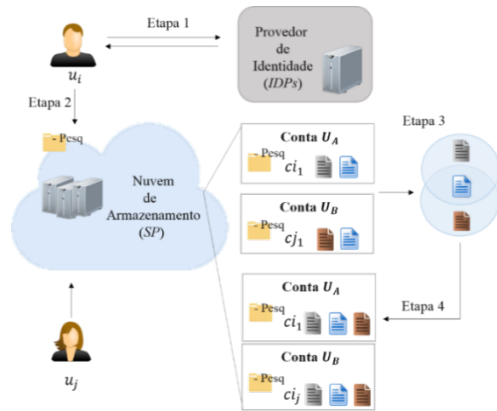 Etapa 1
Provedor
de
Identidade
(IDPs)
u_i
Etapa 2
- Pesq
Nuvem
de
Armazenamento
(SP)
u_j
Conta U_A
- Pesq
ci_1
Conta U_B
- Pesq
cj_1
Etapa 3
Conta U_A
- Pesq
ci_1
Etapa 4
Conta U_B
- Pesq
ci_j